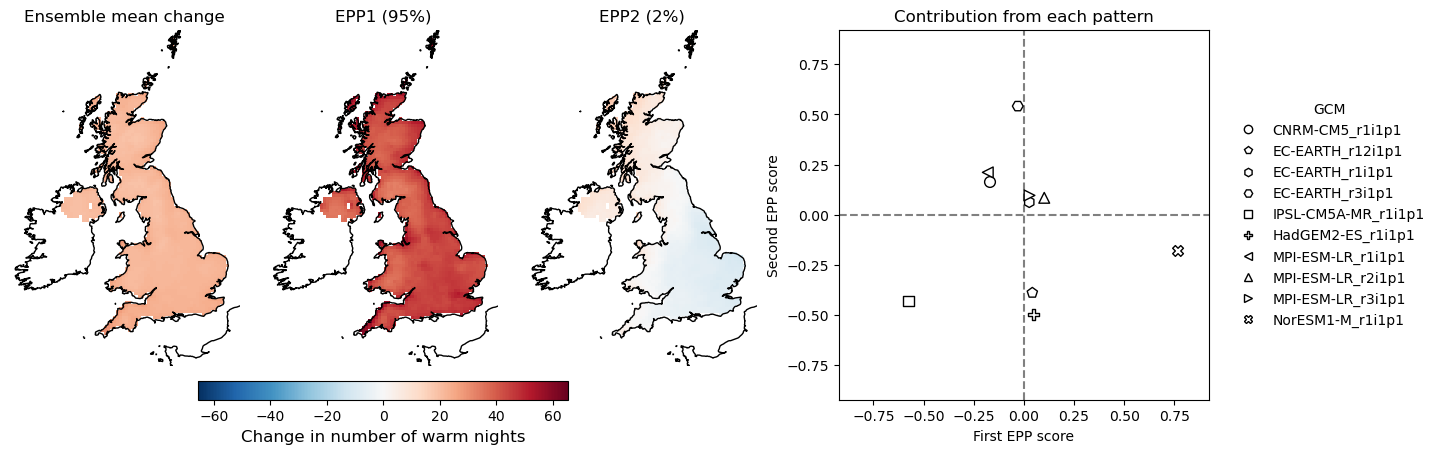 Ensemble mean change
EPP1 (95%)
EPP2 (2%)
−60 −40 −20 0 20 40 60
Change in number of warm nights
Contribution from each pattern
Second EPP score
0.75
0.50
0.25
0.00
−0.25
−0.50
−0.75
−0.75 −0.50 −0.25 0.00 0.25 0.50 0.75
First EPP score
GCM
CNRM-CM5_r1i1p1
EC-EARTH_r12i1p1
EC-EARTH_r1i1p1
EC-EARTH_r3i1p1
IPSL-CM5A-MR_r1i1p1
HadGEM2-ES_r1i1p1
MPI-ESM-LR_r1i1p1
MPI-ESM-LR_r2i1p1
MPI-ESM-LR_r3i1p1
NorESM1-M_r1i1p1